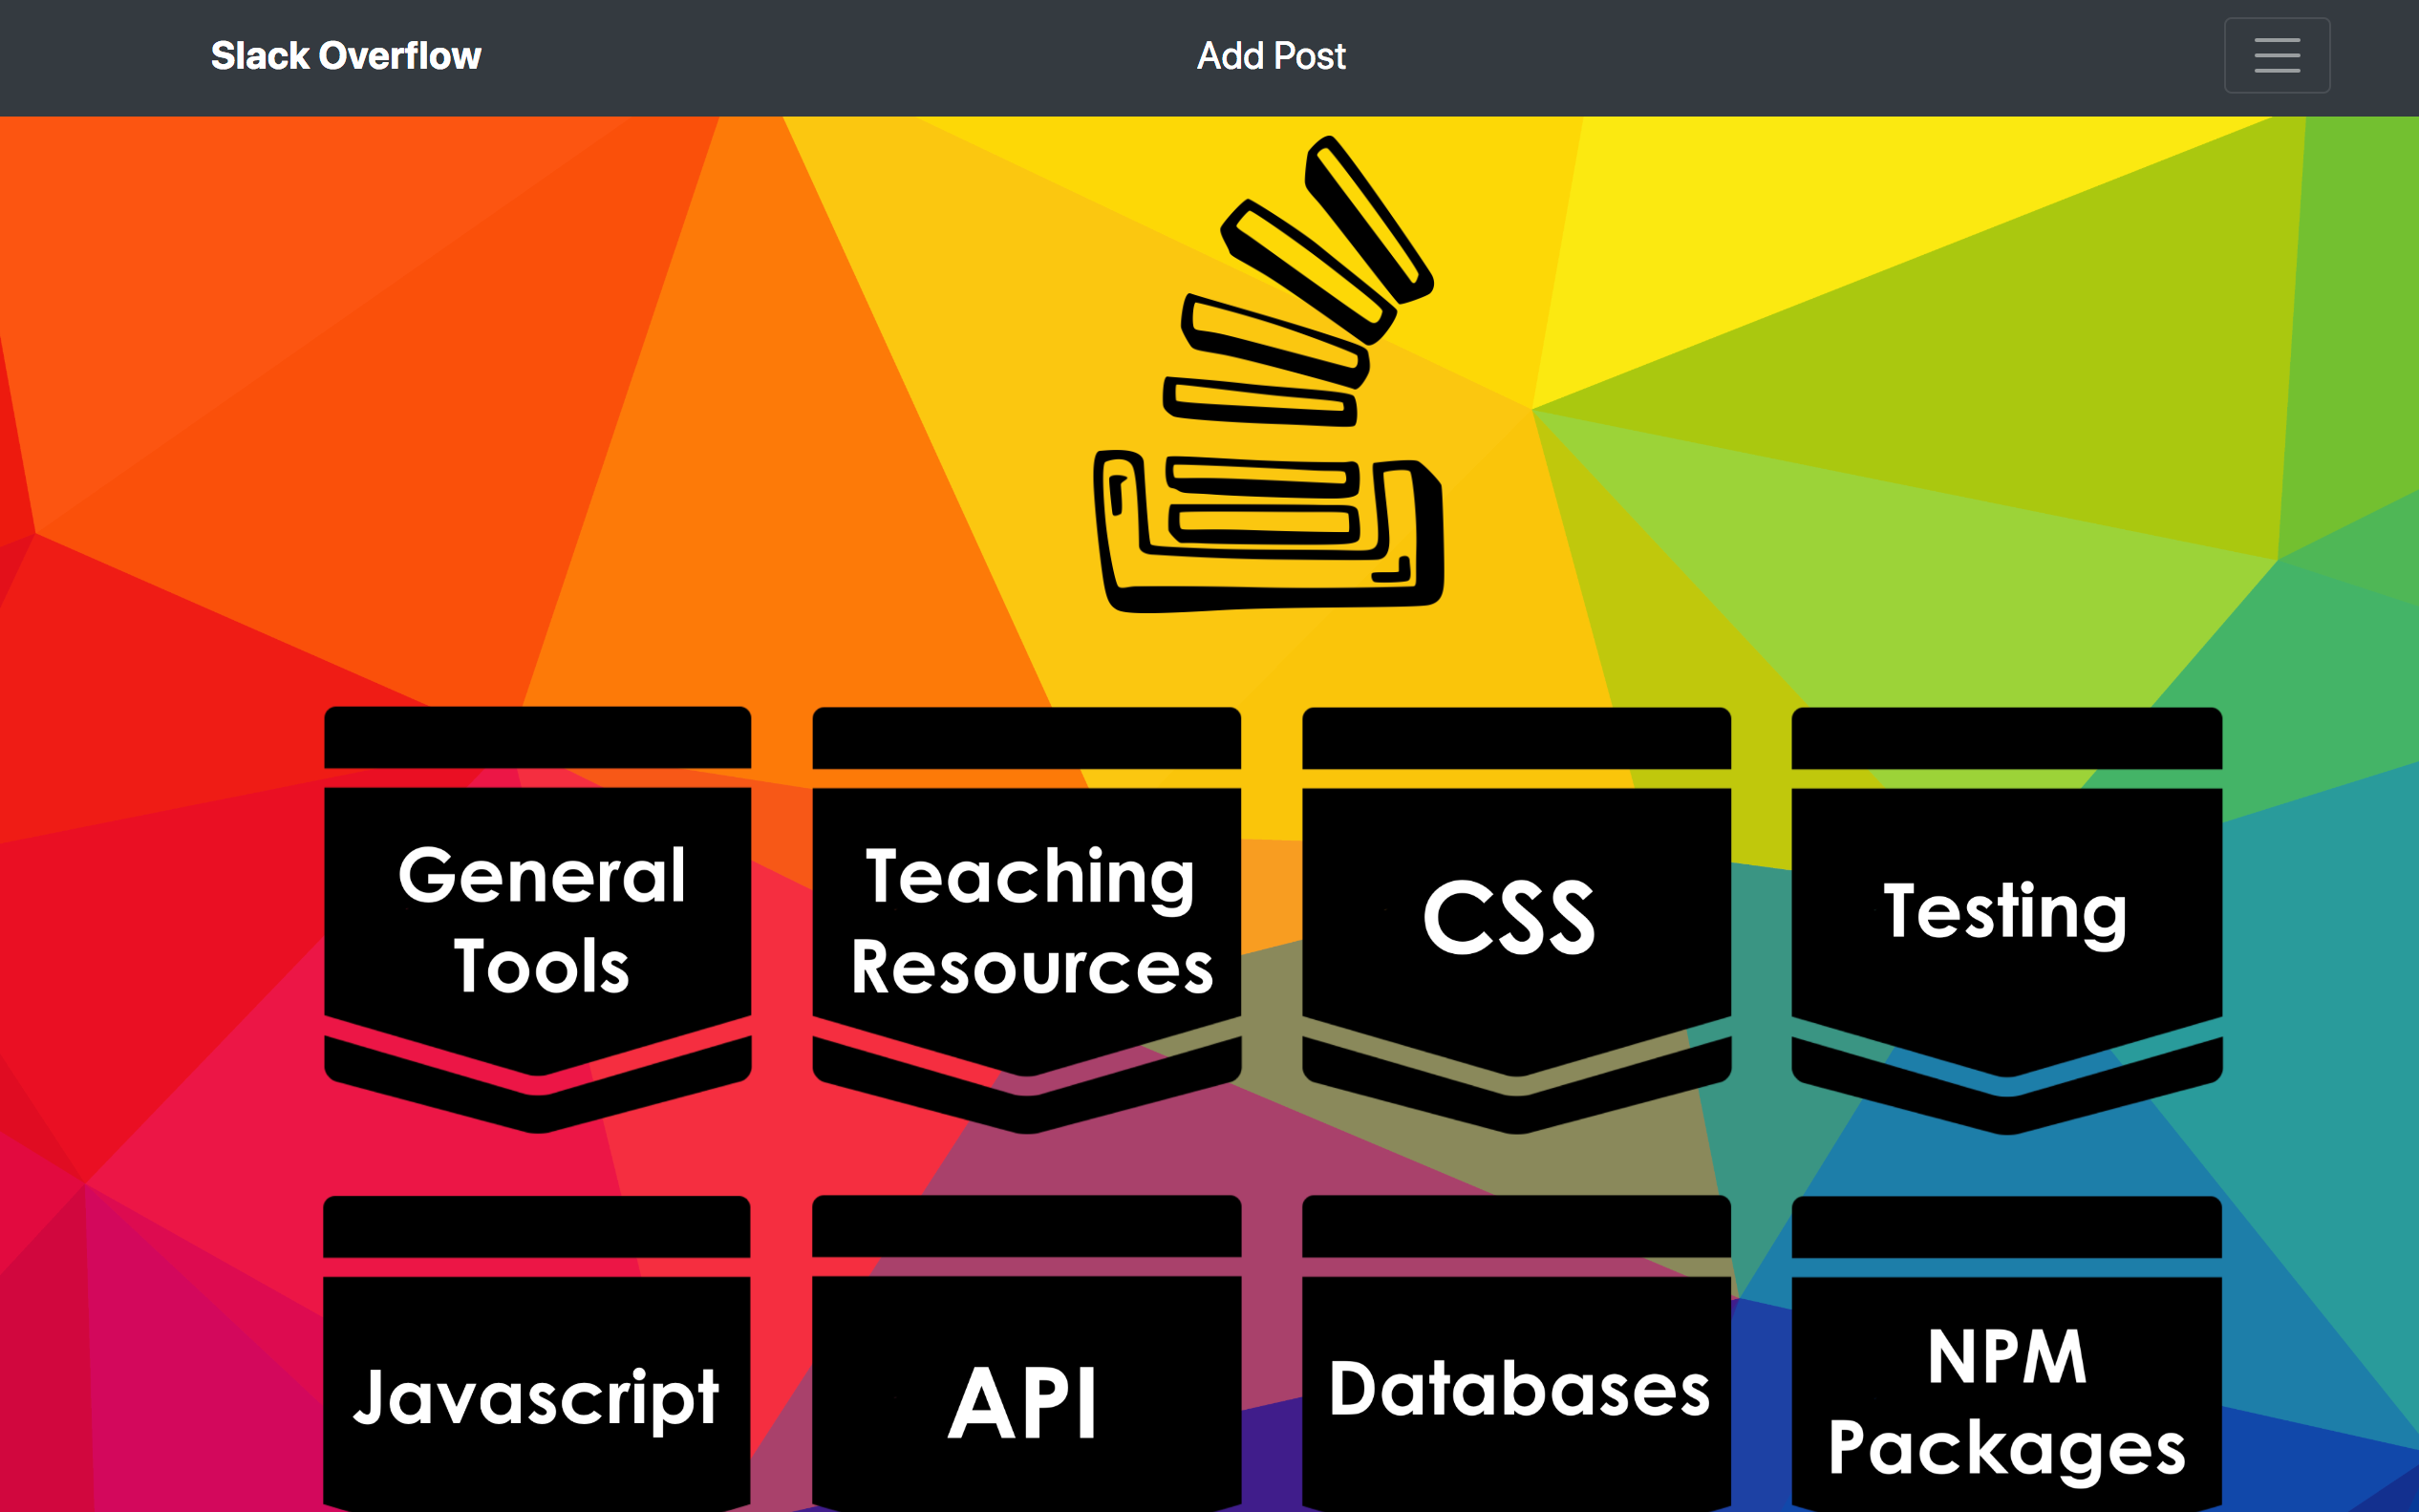 Slack Overflow
Add Post
General
Tools
Teaching
Resources
CSS
Testing
Javascript
API
Databases
NPM
Packages